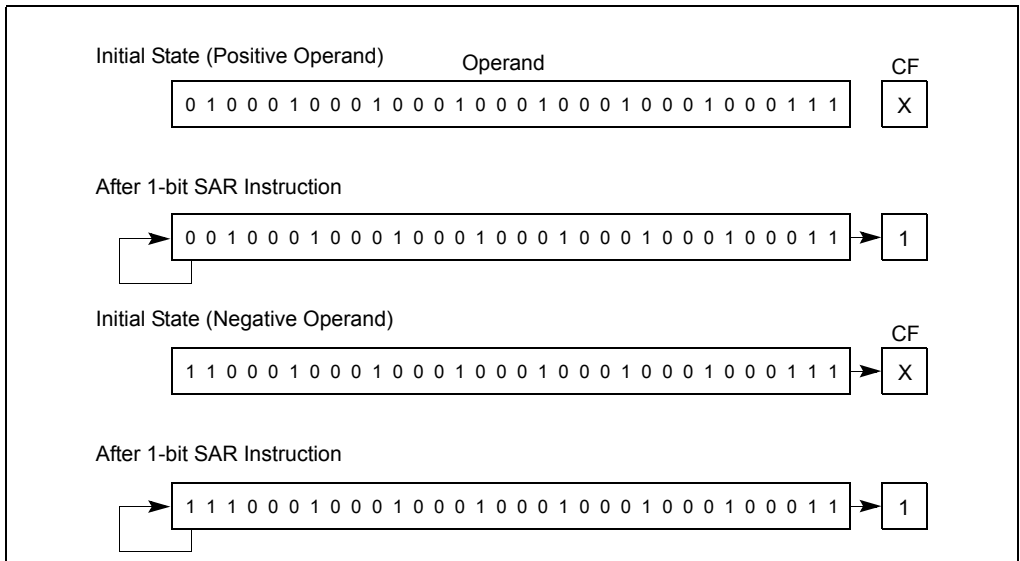 Initial State (Positive Operand)
Operand
CF
0 1 0 0 0 1 0 0 0 1 0 0 0 1 0 0 0 1 0 0 0 1 0 0 0 1 0 0 0 1 1 1
X
After 1-bit SAR Instruction
0 0 1 0 0 0 1 0 0 0 1 0 0 0 1 0 0 0 1 0 0 0 1 0 0 0 1 0 0 0 1 1
1
Initial State (Negative Operand)
CF
1 1 0 0 0 1 0 0 0 1 0 0 0 1 0 0 0 1 0 0 0 1 0 0 0 1 0 0 0 1 1 1
X
After 1-bit SAR Instruction
1 1 1 0 0 0 1 0 0 0 1 0 0 0 1 0 0 0 1 0 0 0 1 0 0 0 1 0 0 0 1 1
1